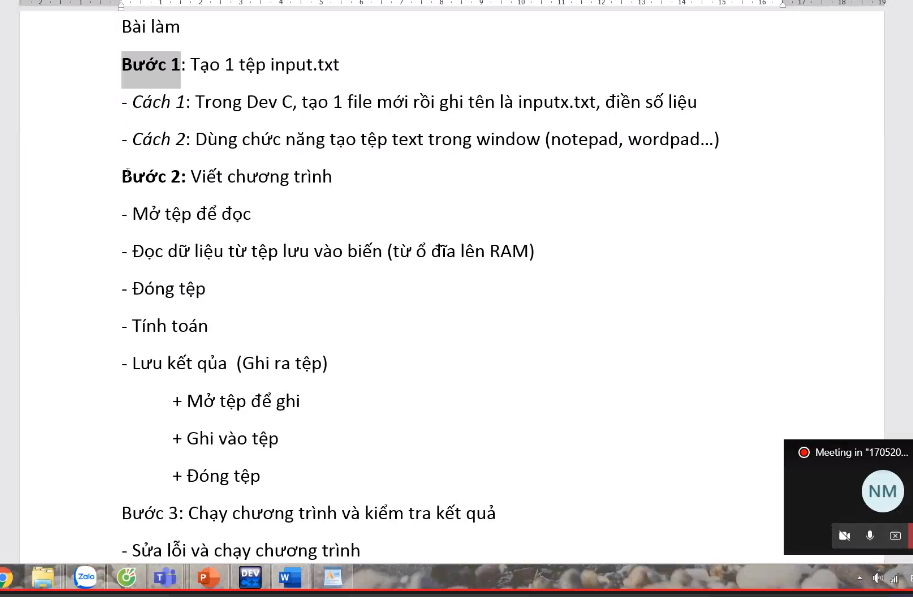 Bài làm
Bước 1: Tạo 1 tệp input.txt
- Cách 1: Trong Dev C, tạo 1 file mới rồi ghi tên là inputx.txt, điền số liệu
- Cách 2: Dùng chức năng tạo tệp text trong window (notepad, wordpad...)
Bước 2: Viết chương trình
- Mở tệp để đọc
- Đọc dữ liệu từ tệp lưu vào biến (từ ổ đĩa lên RAM)
- Đóng tệp
- Tính toán
- Lưu kết qủa  (Ghi ra tệp)
+ Mở tệp để ghi
+ Ghi vào tệp
+ Đóng tệp
Meeting in "170520...
NM
Bước 3: Chạy chương trình và kiểm tra kết quả
- Sửa lỗi và chạy chương trình
Zalo
DEV